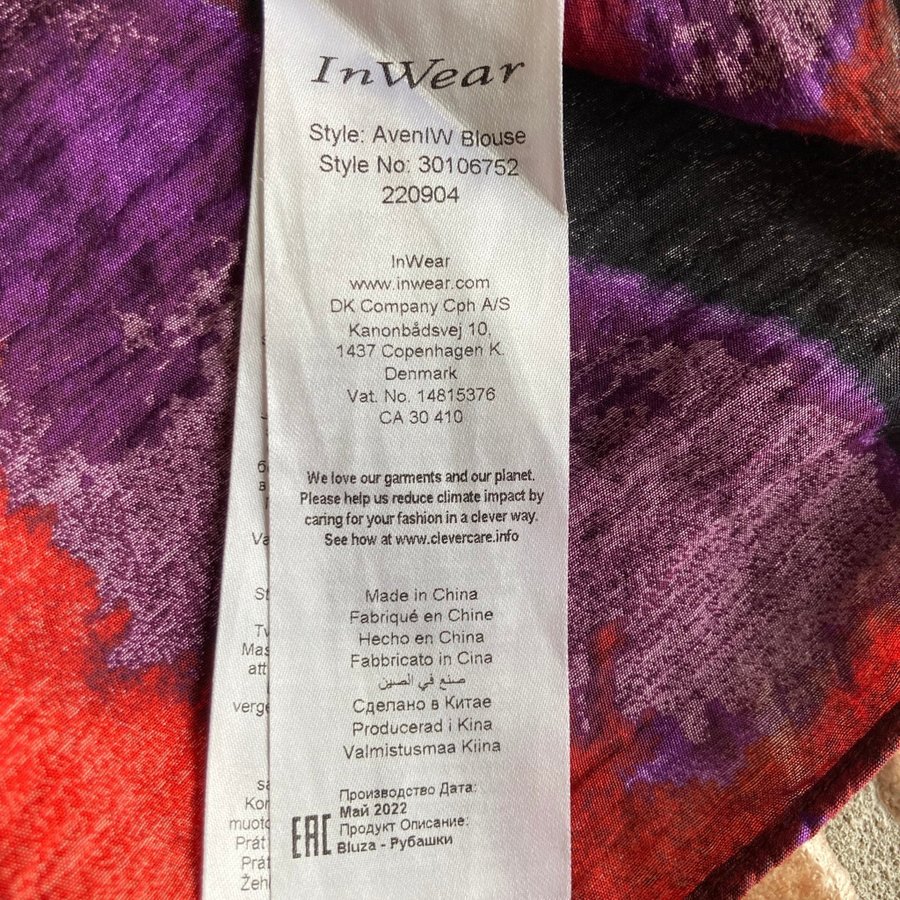 InWear
Style: AvenIW Blouse
Style No: 30106752
220904
InWear
www.inwear.com
DK Company Cph A/S
Kanonbådsvej 10,
1437 Copenhagen K.
Denmark
Vat. No. 14815376
CA 30 410
We love our garments and our planet.
Please help us reduce climate impact by
caring for your fashion in a clever way.
See how at www.clevercare.info
Made in China
Fabriqué en Chine
Hecho en China
Fabbricato in Cina
صنع في الصين
Сделано в Китае
Producerad i Kina
Valmistusmaa Kiina
Производство Дата:
Май 2022
Продукт Описание:
Bluza - Рубашки
EAC